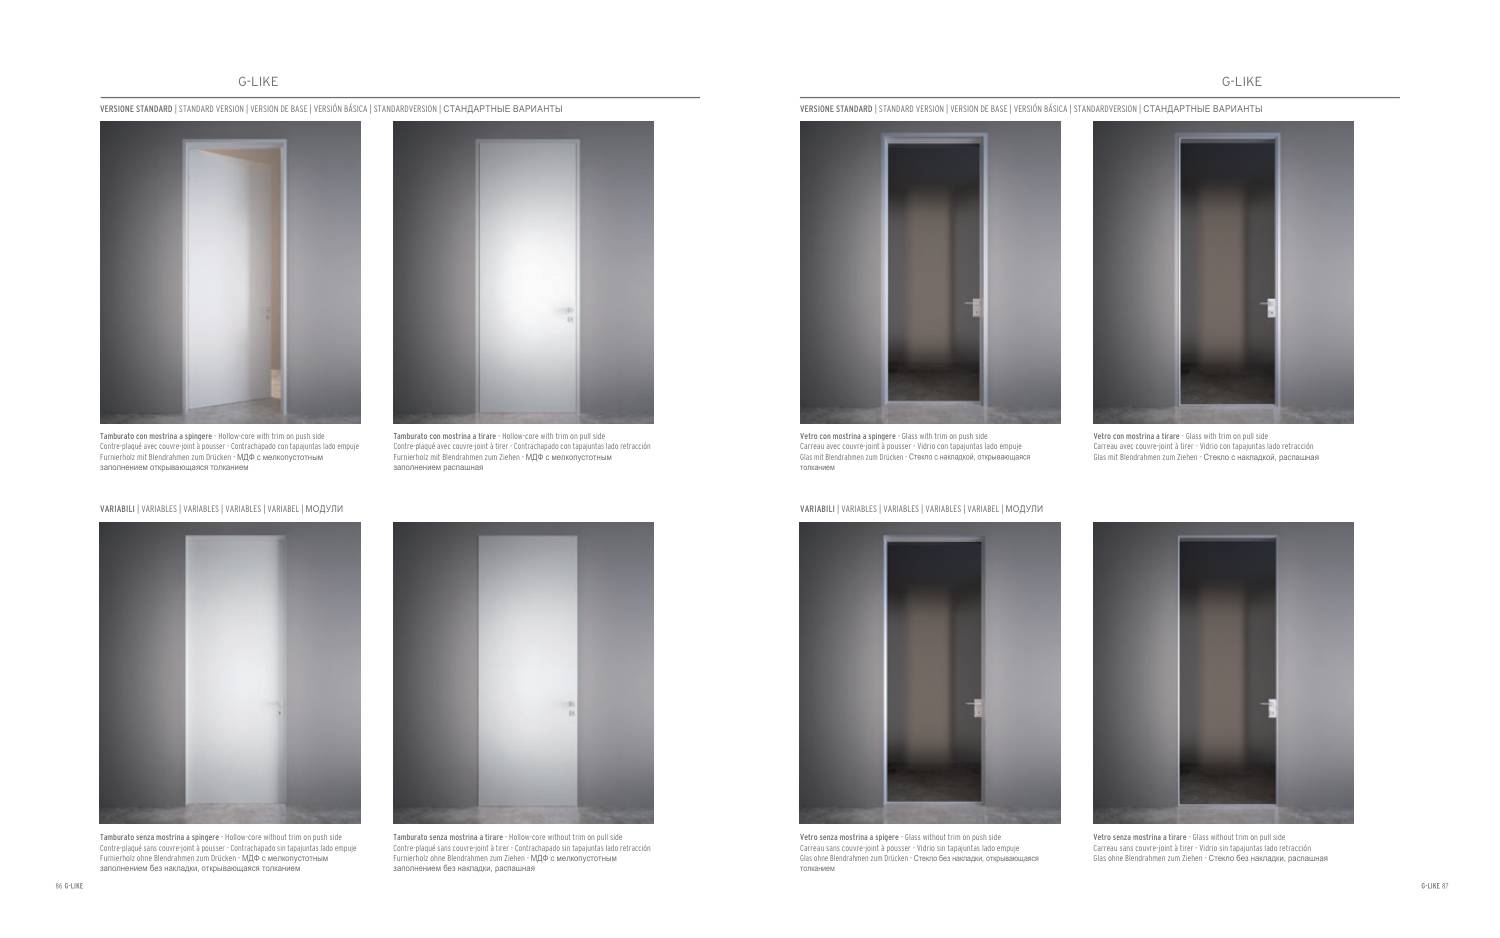 G-LIKE
VERSIONE STANDARD | STANDARD VERSION | VERSION DE BASE | VERSIÓN BÁSICA | STANDARDVERSION | СТАНДАРТНЫЕ ВАРИАНТЫ
Tamburato con mostrina a spingere - Hollow-core with trim on push side
Contre-plaqué avec couvre-joint à pousser - Contrachapado con tapajuntas lado empuje
Furnierholz mit Blendrahmen zum Drücken - МДФ с мелкопустотным
заполнением открывающаяся толканием
Tamburato con mostrina a tirare - Hollow-core with trim on pull side
Contre-plaqué avec couvre-joint à tirer - Contrachapado con tapajuntas lado retracción
Furnierholz mit Blendrahmen zum Ziehen - МДФ с мелкопустотным
заполнением распашная
VARIABILI | VARIABLES | VARIABLES | VARIABLES | VARIABEL | МОДУЛИ
Tamburato senza mostrina a spingere - Hollow-core without trim on push side
Contre-plaqué sans couvre-joint à pousser - Contrachapado sin tapajuntas lado empuje
Furnierholz ohne Blendrahmen zum Drücken - МДФ с мелкопустотным
заполнением без накладки, открывающаяся толканием
Tamburato senza mostrina a tirare - Hollow-core without trim on pull side
Contre-plaqué sans couvre-joint à tirer - Contrachapado sin tapajuntas lado retracción
Furnierholz ohne Blendrahmen zum Ziehen - МДФ с мелкопустотным
заполнением без накладки, распашная
86 G-LIKE
G-LIKE
VERSIONE STANDARD | STANDARD VERSION | VERSION DE BASE | VERSIÓN BÁSICA | STANDARDVERSION | СТАНДАРТНЫЕ ВАРИАНТЫ
Vetro con mostrina a spingere - Glass with trim on push side
Carreau avec couvre-joint à pousser - Vidrio con tapajuntas lado empuje
Glas mit Blendrahmen zum Drücken - Стекло с накладкой, открывающаяся
толканием
Vetro con mostrina a tirare - Glass with trim on pull side
Carreau avec couvre-joint à tirer - Vidrio con tapajuntas lado retracción
Glas mit Blendrahmen zum Ziehen - Стекло с накладкой, распашная
VARIABILI | VARIABLES | VARIABLES | VARIABLES | VARIABEL | МОДУЛИ
Vetro senza mostrina a spigere - Glass without trim on push side
Carreau sans couvre-joint à pousser - Vidrio sin tapajuntas lado empuje
Glas ohne Blendrahmen zum Drücken - Стекло без накладки, открывающаяся
толканием
Vetro senza mostrina a tirare - Glass without trim on pull side
Carreau sans couvre-joint à tirer - Vidrio sin tapajuntas lado retracción
Glas ohne Blendrahmen zum Ziehen - Стекло без накладки, распашная
G-LIKE 87